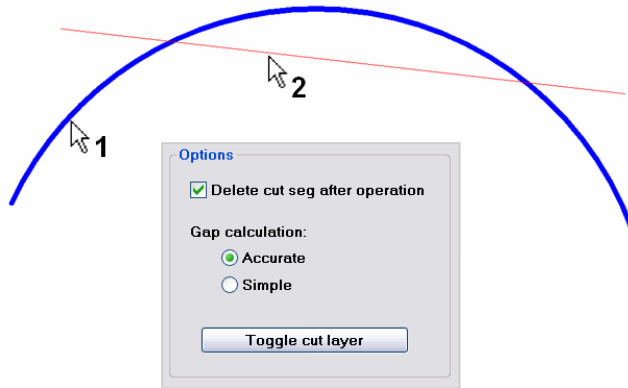 2
1
Options
Delete cut seg after operation
Gap calculation:
Accurate
Simple
Toggle cut layer